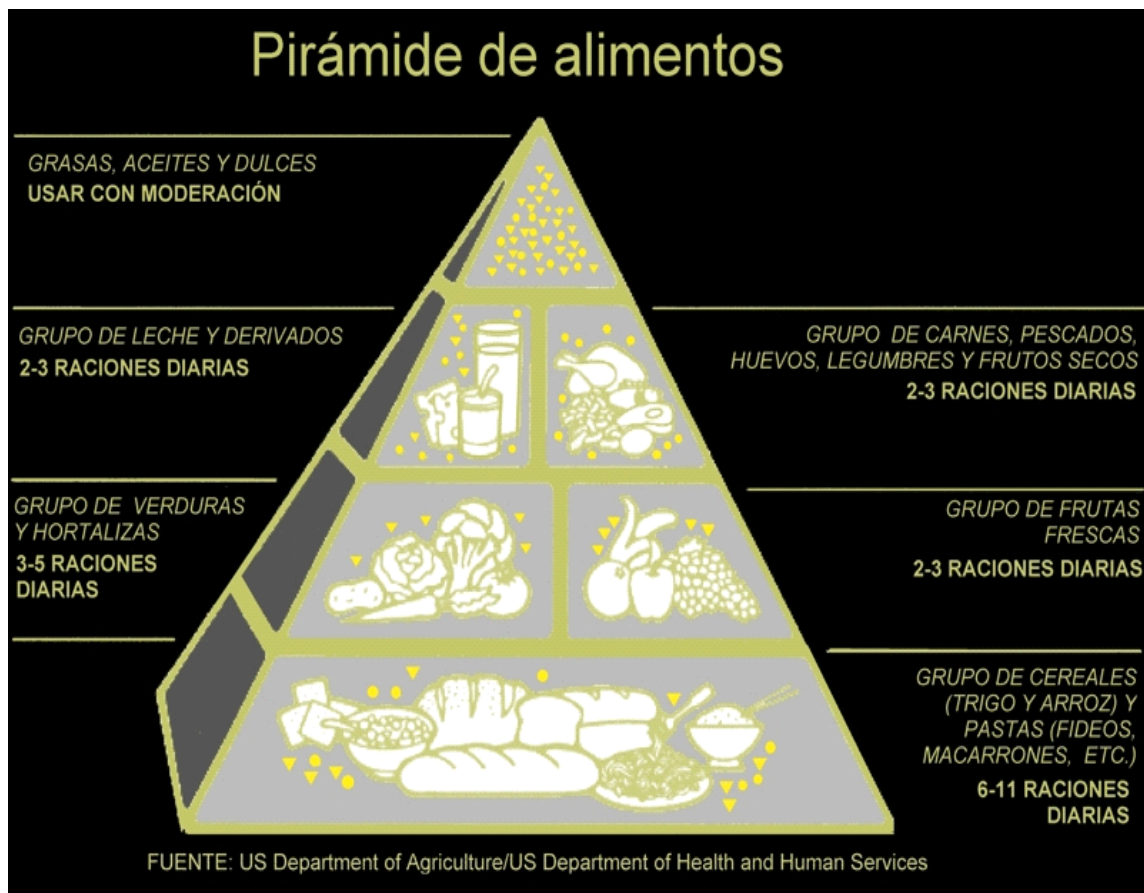 Pirámide de alimentos
GRASAS, ACEITES Y DULCES
USAR CON MODERACIÓN
GRUPO DE LECHE Y DERIVADOS
2-3 RACIONES DIARIAS
GRUPO DE CARNES, PESCADOS,
HUEVOS, LEGUMBRES Y FRUTOS SECOS
2-3 RACIONES DIARIAS
GRUPO DE VERDURAS
Y HORTALIZAS
3-5 RACIONES
DIARIAS
GRUPO DE FRUTAS
FRESCAS
2-3 RACIONES DIARIAS
GRUPO DE CEREALES
(TRIGO Y ARROZ) Y
PASTAS (FIDEOS,
MACARRONES, ETC.)
6-11 RACIONES
DIARIAS
FUENTE: US Department of Agriculture/US Department of Health and Human Services